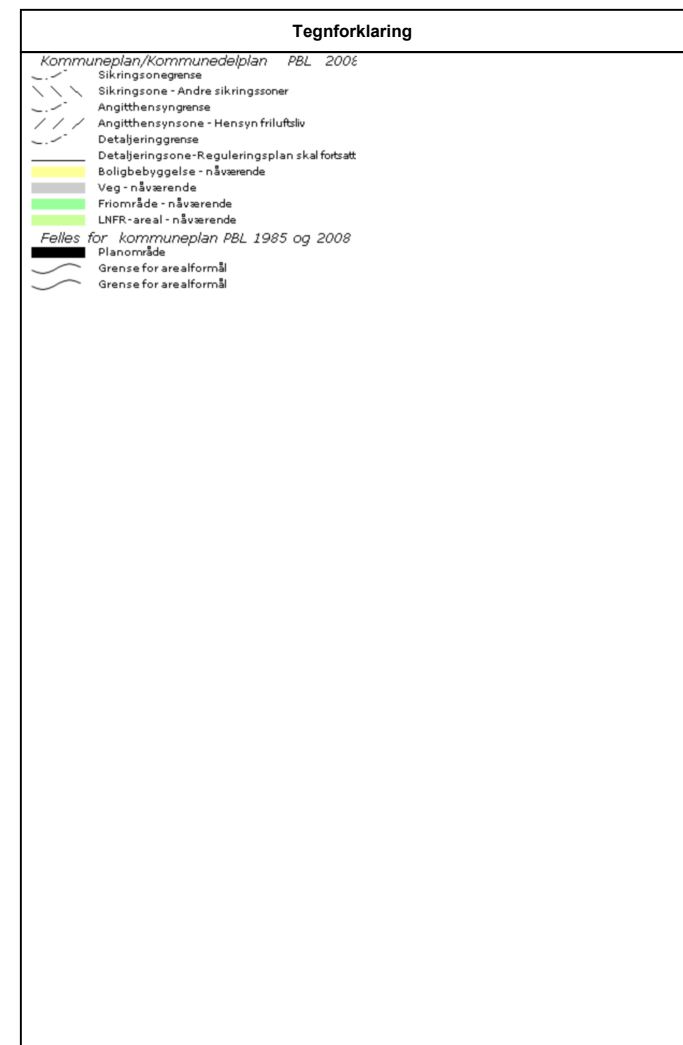 Tegnforklaring
Kommuneplan/Kommunedelplan PBL 2008
Sikringsonegrense
Sikringsone - Andre sikringssoner
Angitthensyngrense
Angitthensynsone - Hensyn friluftsliv
Detaljeringgrense
Detaljeringsone-Reguleringsplan skal fortsatt
Boligbebyggelse - nåværende
Veg - nåværende
Friområde - nåværende
LNFR-areal - nåværende
Felles for kommuneplan PBL 1985 og 2008
Planområde
Grense for arealformål
Grense for arealformål